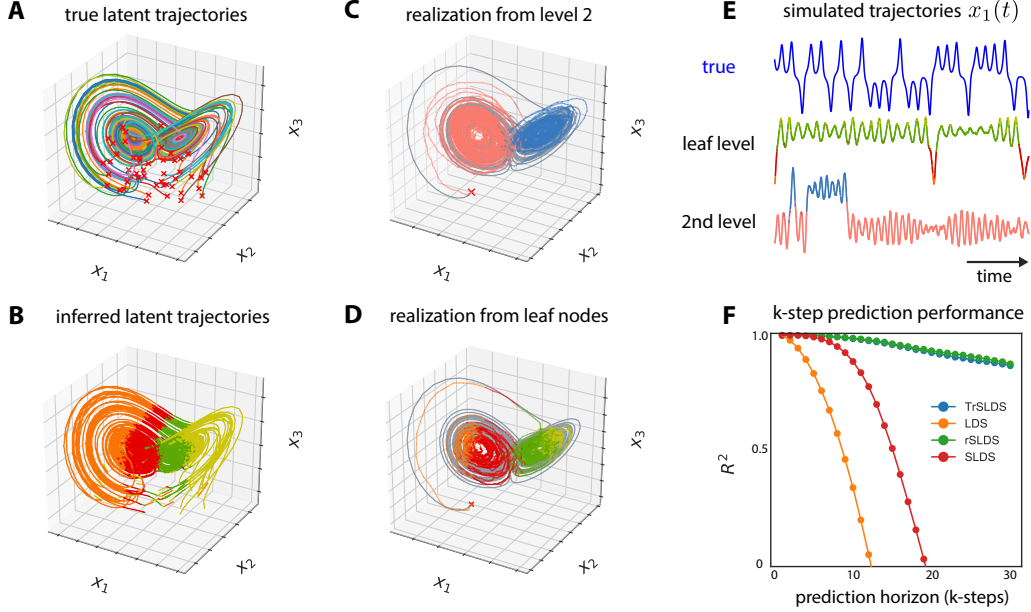 A true latent trajectories
x₃
x₁
x₂
C realization from level 2
x₃
x₁
x₂
E simulated trajectories x₁(t)
true
leaf level
2nd level
time
B inferred latent trajectories
x₃
x₁
x₂
D realization from leaf nodes
x₃
x₁
x₂
F k-step prediction performance
1.0
0.5
0
R²
TrSLDS
LDS
rSLDS
SLDS
0 10 20 30
prediction horizon (k-steps)